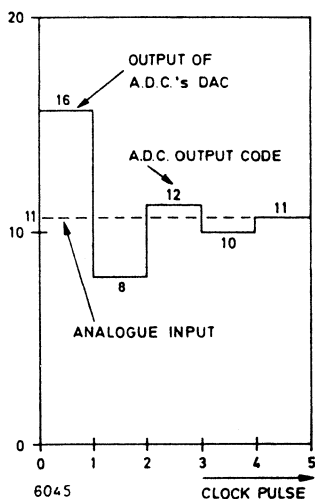 20
OUTPUT OF
A.D.C.'s DAC
16
A.D.C. OUTPUT CODE
12
11
11
10
10
8
ANALOGUE INPUT
0
0 1 2 3 4 5
6045
CLOCK PULSE